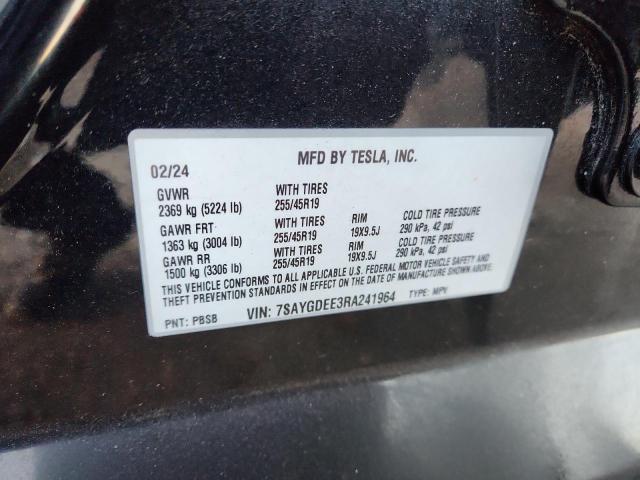 MFD BY TESLA, INC.
02/24
GVWR WITH TIRES
2369 kg (5224 lb) 255/45R19
GAWR FRT WITH TIRES RIM COLD TIRE PRESSURE
1363 kg (3004 lb) 255/45R19 19X9.5J 290 kPa, 42 psi
GAWR RR WITH TIRES RIM COLD TIRE PRESSURE
1500 kg (3306 lb) 255/45R19 19X9.5J 290 kPa, 42 psi
THIS VEHICLE CONFORMS TO ALL APPLICABLE U.S. FEDERAL MOTOR VEHICLE SAFETY AND
THEFT PREVENTION STANDARDS IN EFFECT ON THE DATE OF MANUFACTURE SHOWN ABOVE.
PNT: PBSB VIN: 7SAYGDEE3RA241964 TYPE: MPV